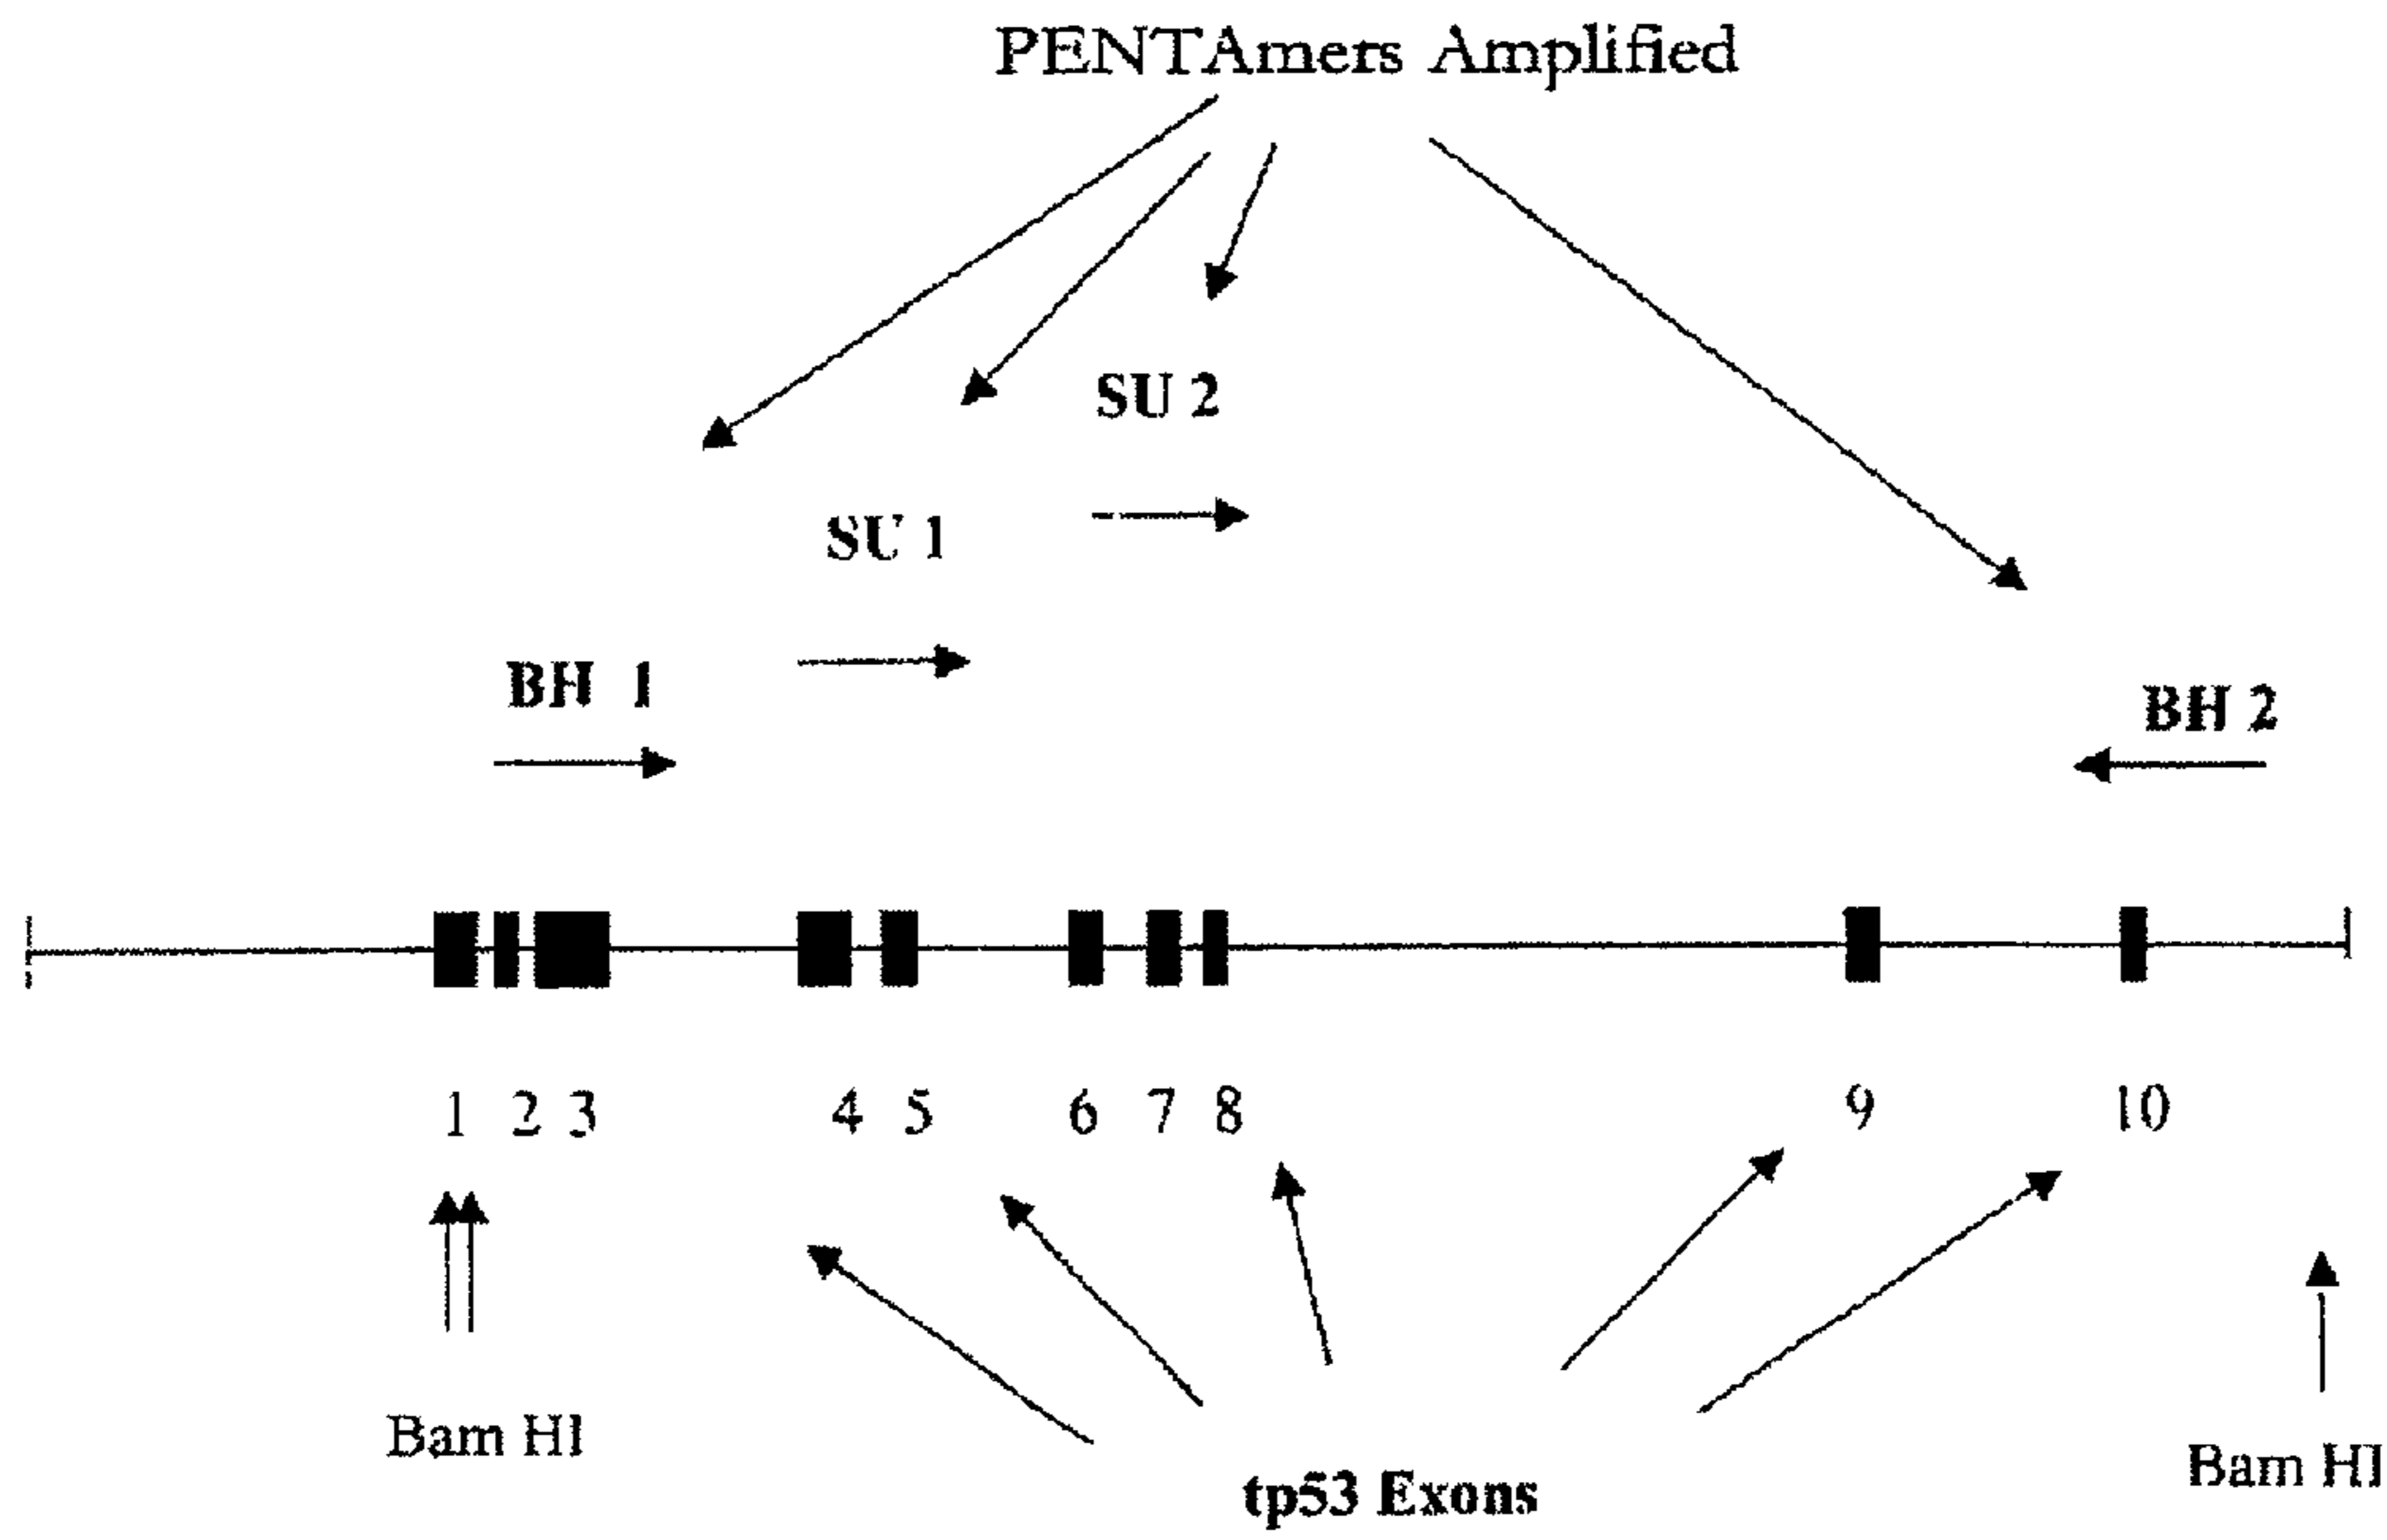 PENTAmers Amplified
SU 2
SU 1
BH 1
BH 2
1 2 3 4 5 6 7 8 9 10
Bam HI
Bam HI
tp53 Exons